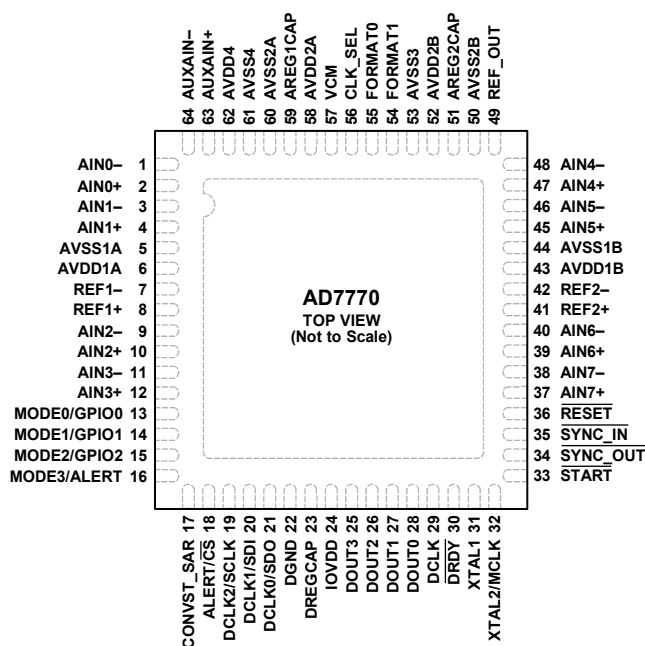 64 AUXAIN–
63 AUXAIN+
62 AVDD4
61 AVSS4
60 AVSS2A
59 AREG1CAP
58 AVDD2A
57 VCM
56 CLK_SEL
55 FORMAT0
54 FORMAT1
53 AVSS3
52 AVDD2B
51 AREG2CAP
50 AVSS2B
49 REF_OUT
AIN0– 1
AIN0+ 2
AIN1– 3
AIN1+ 4
AVSS1A 5
AVDD1A 6
REF1– 7
REF1+ 8
AIN2– 9
AIN2+ 10
AIN3– 11
AIN3+ 12
MODE0/GPIO0 13
MODE1/GPIO1 14
MODE2/GPIO2 15
MODE3/ALERT 16
AD7770
TOP VIEW
(Not to Scale)
48 AIN4–
47 AIN4+
46 AIN5–
45 AIN5+
44 AVSS1B
43 AVDD1B
42 REF2–
41 REF2+
40 AIN6–
39 AIN6+
38 AIN7–
37 AIN7+
36 RESET
35 SYNC_IN
34 SYNC_OUT
33 START
CONVST_SAR 17
ALERT/CS 18
DCLK2/SCLK 19
DCLK1/SDI 20
DCLK0/SDO 21
DGND 22
DREGCAP 23
IOVDD 24
DOUT3 25
DOUT2 26
DOUT1 27
DOUT0 28
DCLK 29
DRDY 30
XTAL1 31
XTAL2/MCLK 32